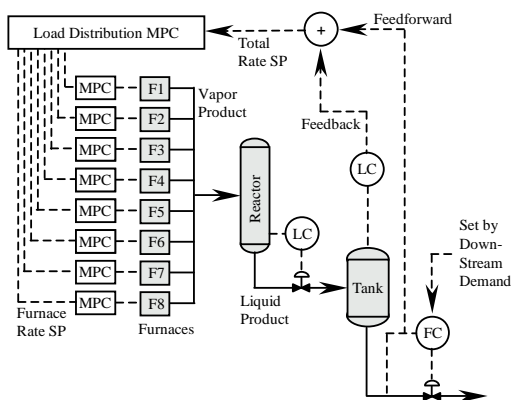 Load Distribution MPC
+
Feedforward
Total
Rate SP
Feedback
MPC F1
MPC F2
MPC F3
MPC F4
MPC F5
MPC F6
MPC F7
MPC F8
Vapor
Product
Furnace
Rate SP
Furnaces
Reactor
LC
Liquid
Product
LC
Tank
Set by
Down-
Stream
Demand
FC